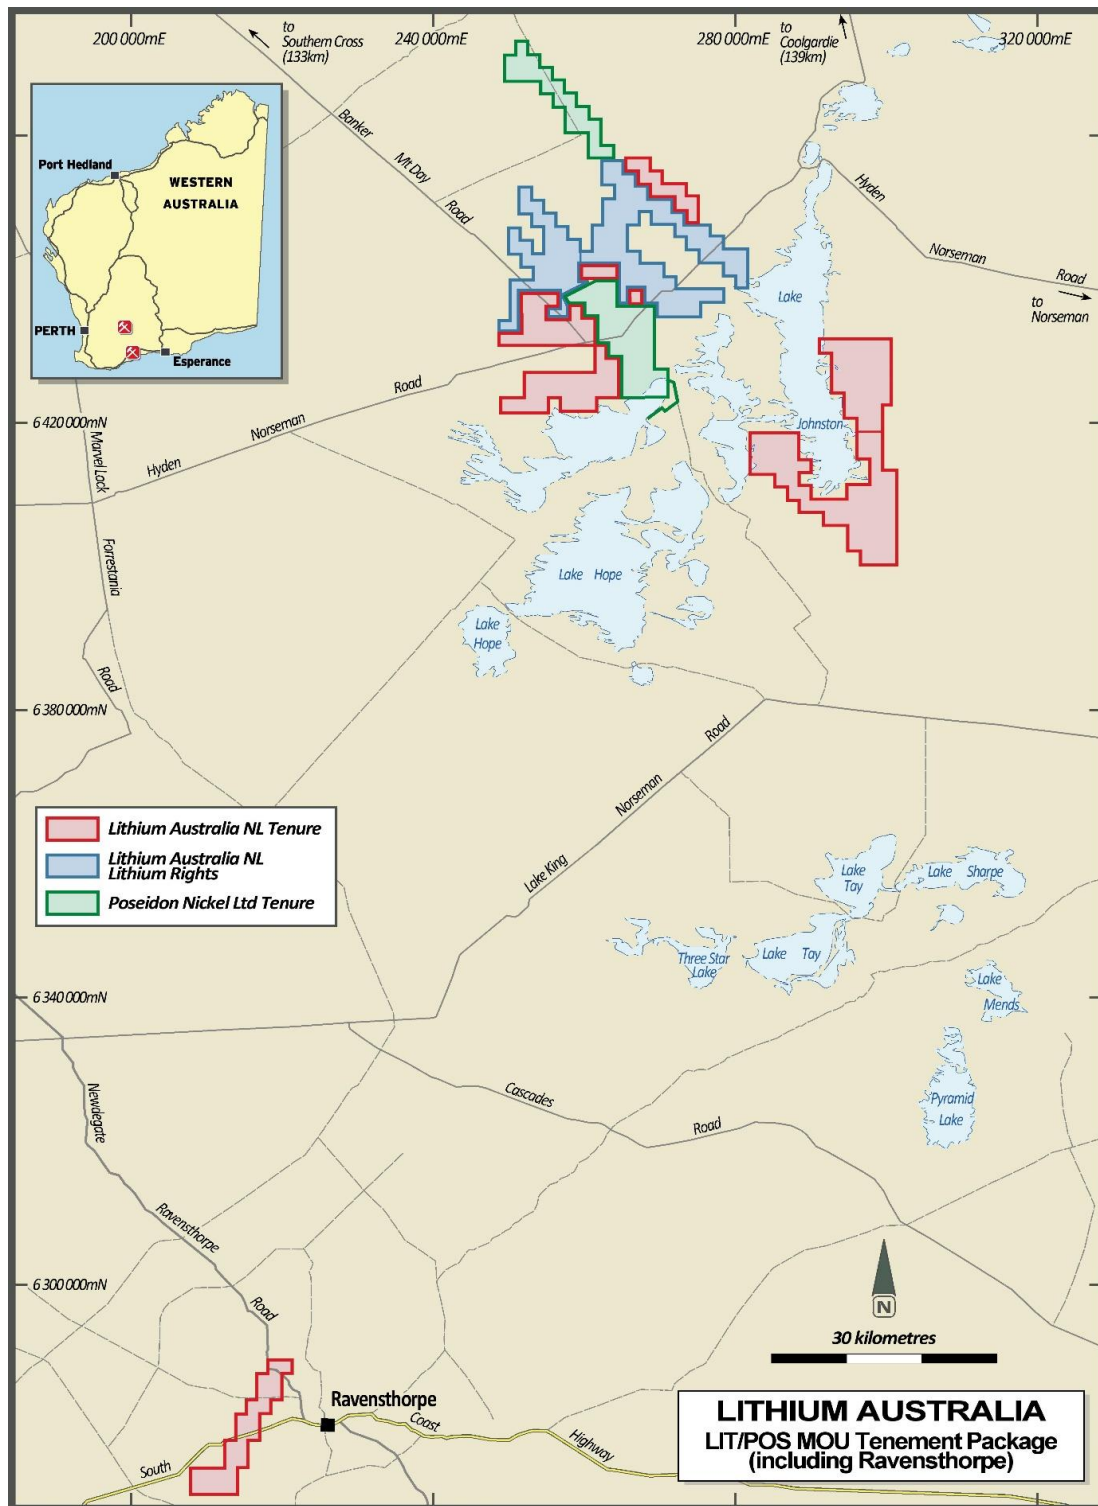 200 000mE
240 000mE
280 000mE
320 000mE
to
Southern Cross
(133km)
to
Coolgardie
(139km)
Port Hedland
WESTERN
AUSTRALIA
PERTH
Esperance
Banker
Mt Day
Road
Hyden
Norseman
Road
to
Norseman
Lake
Johnston
Road
Norseman
Hyden
6 420 000mN
Marvel Lock
Forrestania
Road
Lake Hope
Lake
Hope
6 380 000mN
Road
Norseman
Lake King
Lithium Australia NL Tenure
Lithium Australia NL
Lithium Rights
Poseidon Nickel Ltd Tenure
Lake
Tay
Lake Sharpe
Three Star
Lake
Lake Tay
Lake
Mends
6 340 000mN
Pyramid
Lake
Cascades
Road
Newdegate
Ravensthorpe
Road
6 300 000mN
N
30 kilometres
Ravensthorpe
South
Coast
Highway
LITHIUM AUSTRALIA
LIT/POS MOU Tenement Package
(including Ravensthorpe)